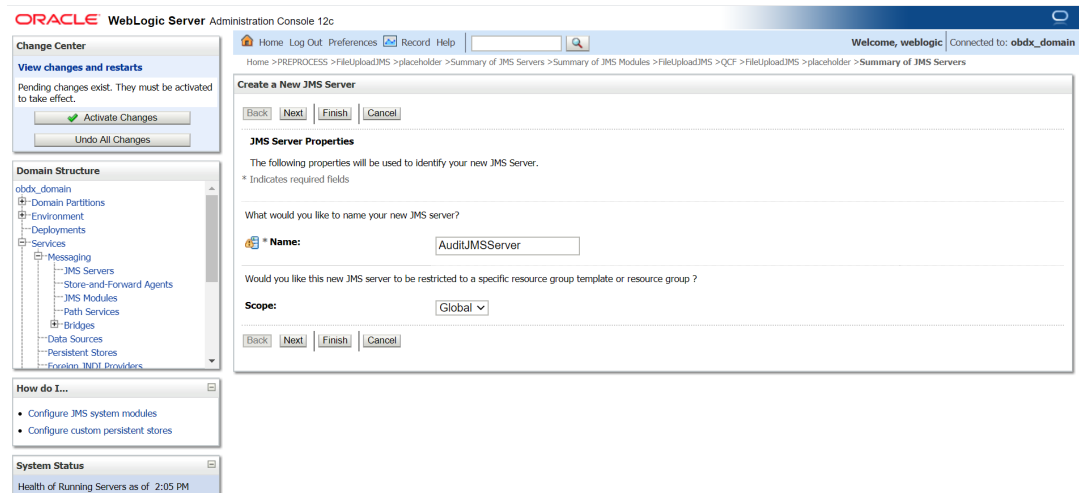 ORACLE WebLogic Server Administration Console 12c
Change Center
View changes and restarts
Pending changes exist. They must be activated
to take effect.
Activate Changes
Undo All Changes
Domain Structure
obdx_domain
Domain Partitions
Environment
Deployments
Services
Messaging
JMS Servers
Store-and-Forward Agents
JMS Modules
Path Services
Bridges
Data Sources
Persistent Stores
Foreign JNDI Providers
How do I...
Configure JMS system modules
Configure custom persistent stores
System Status
Health of Running Servers as of 2:05 PM
Home Log Out Preferences Record Help
Welcome, weblogic Connected to: obdx_domain
Home >PREPROCESS >FileUploadJMS >placeholder >Summary of JMS Servers >Summary of JMS Modules >FileUploadJMS >QCF >FileUploadJMS >placeholder >Summary of JMS Servers
Create a New JMS Server
Back Next Finish Cancel
JMS Server Properties
The following properties will be used to identify your new JMS Server.
* Indicates required fields
What would you like to name your new JMS server?
* Name: AuditJMSServer
Would you like this new JMS server to be restricted to a specific resource group template or resource group ?
Scope: Global
Back Next Finish Cancel